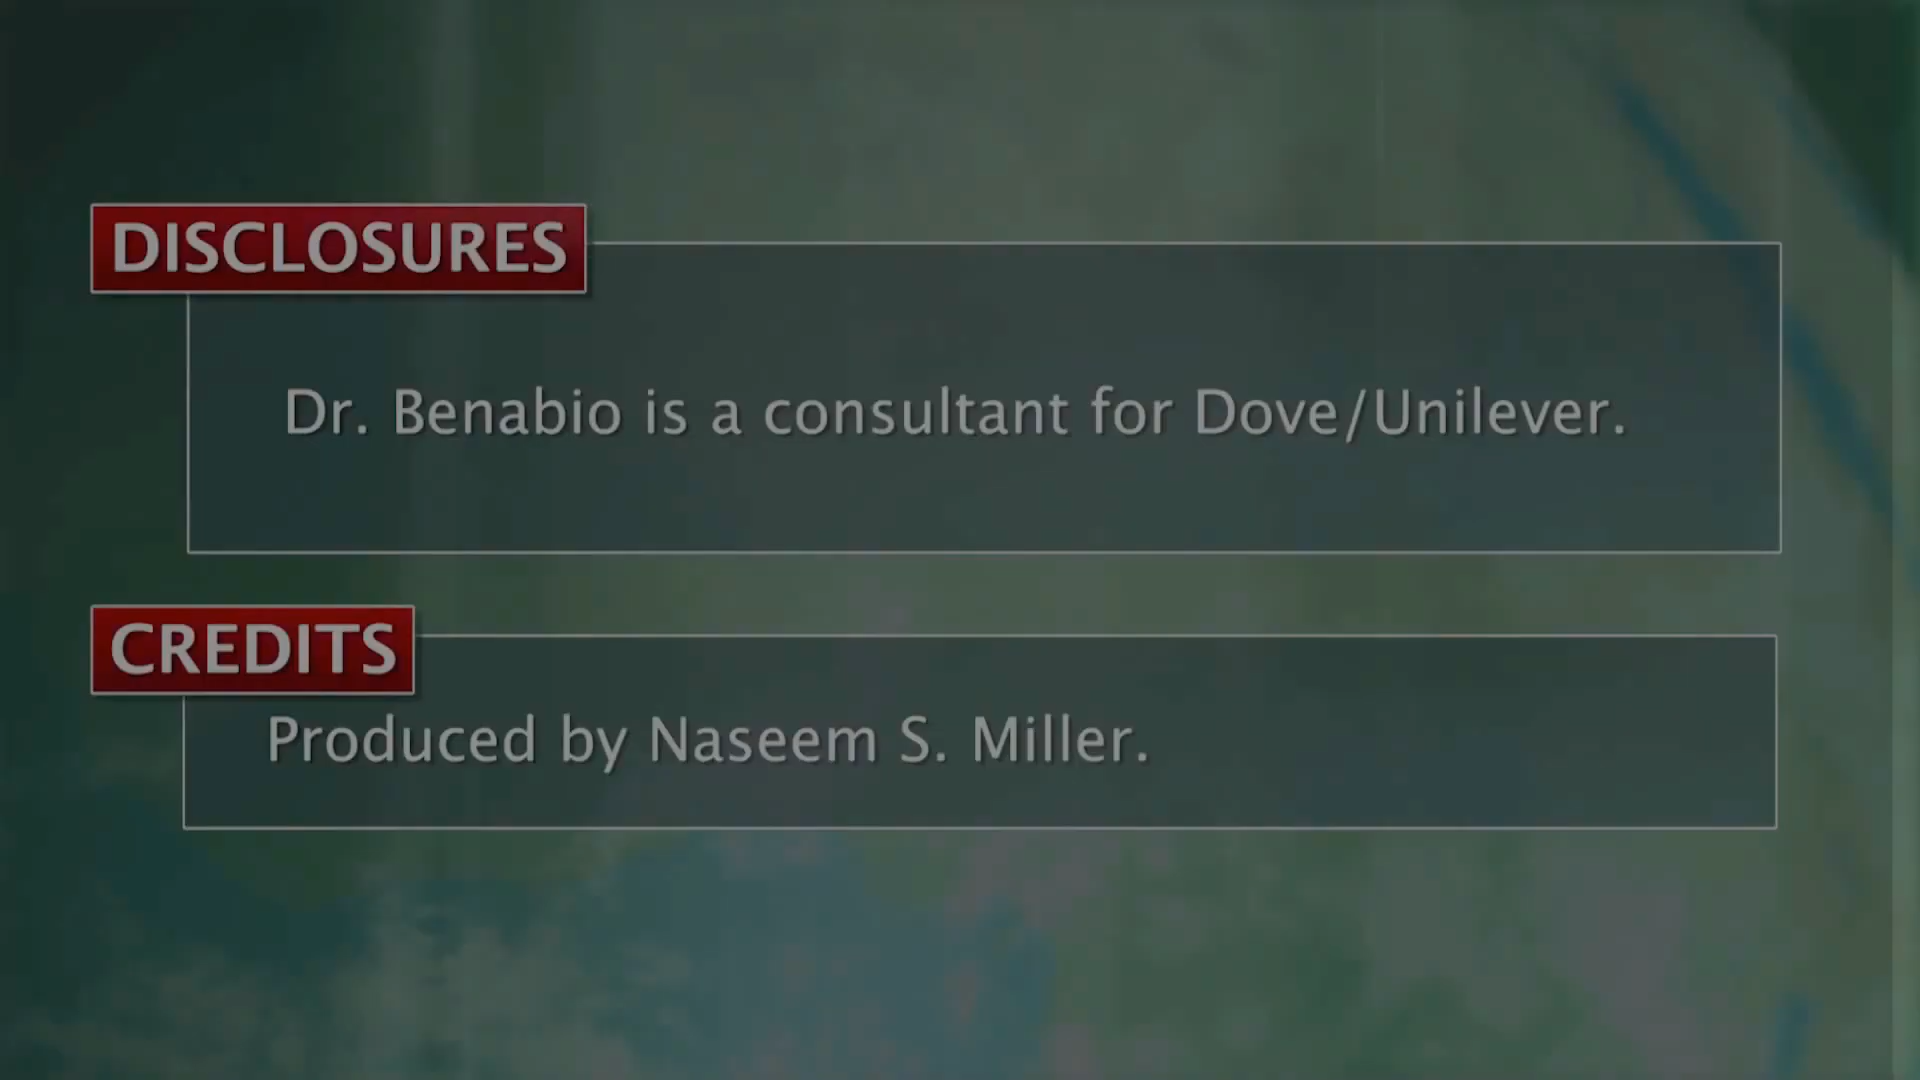 DISCLOSURES
Dr. Benabio is a consultant for Dove/Unilever.
CREDITS
Produced by Naseem S. Miller.